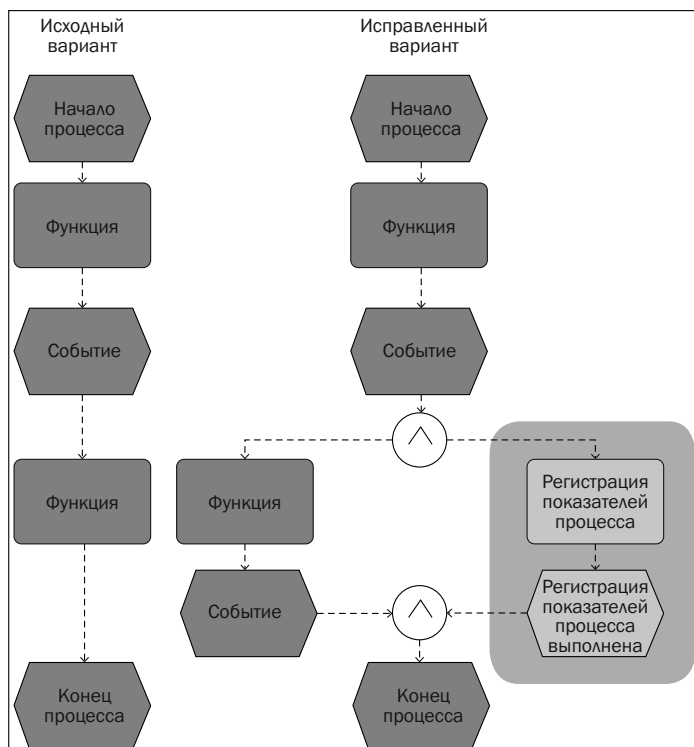 Исходный
вариант
Исправленный
вариант
Начало
процесса
Начало
процесса
Функция
Функция
Событие
Событие
Функция
Функция
Регистрация
показателей
процесса
Событие
Регистрация
показателей
процесса
выполнена
Конец
процесса
Конец
процесса